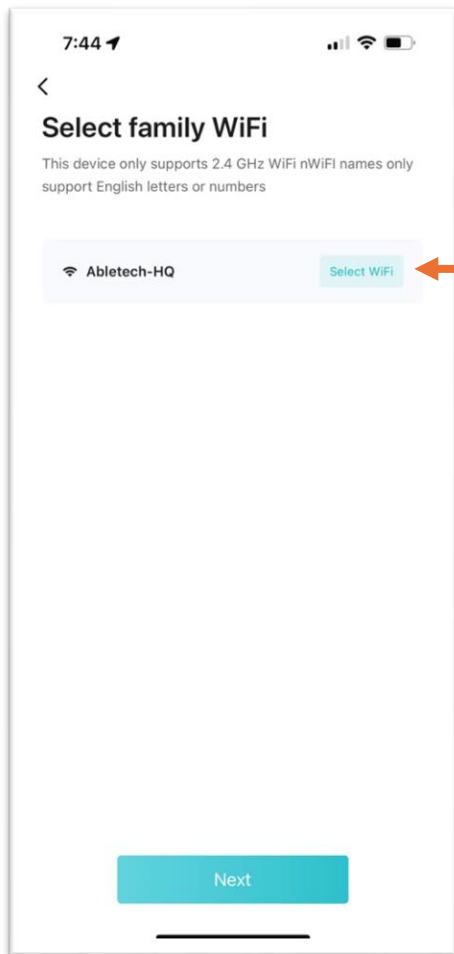 7:44
Select family WiFi
This device only supports 2.4 GHz WiFi nWiFI names only
support English letters or numbers
Abletech-HQ Select WiFi
Next